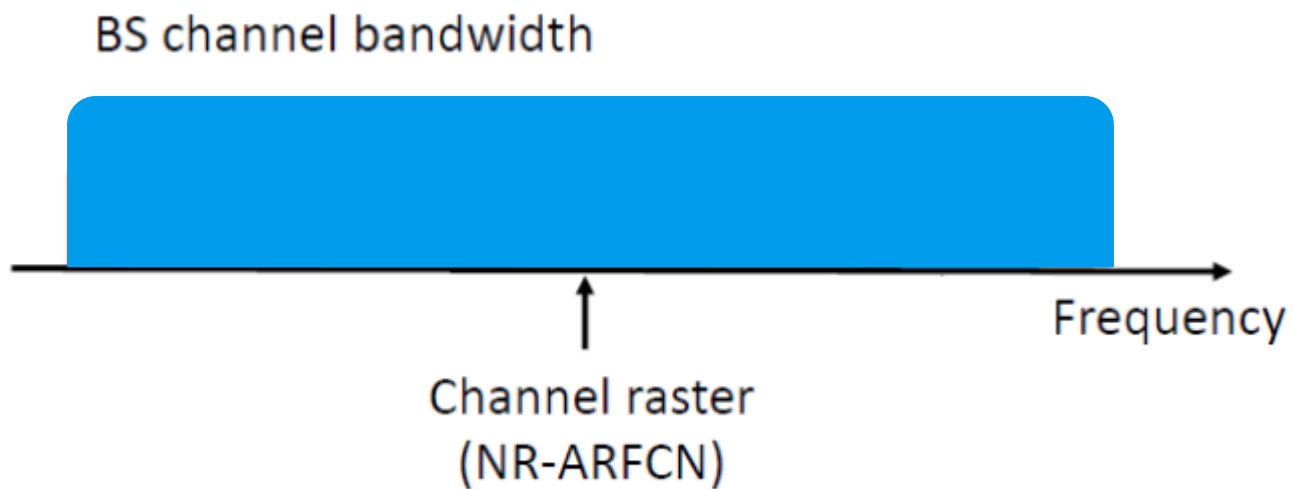 BS channel bandwidth
Frequency
Channel raster
(NR-ARFCN)